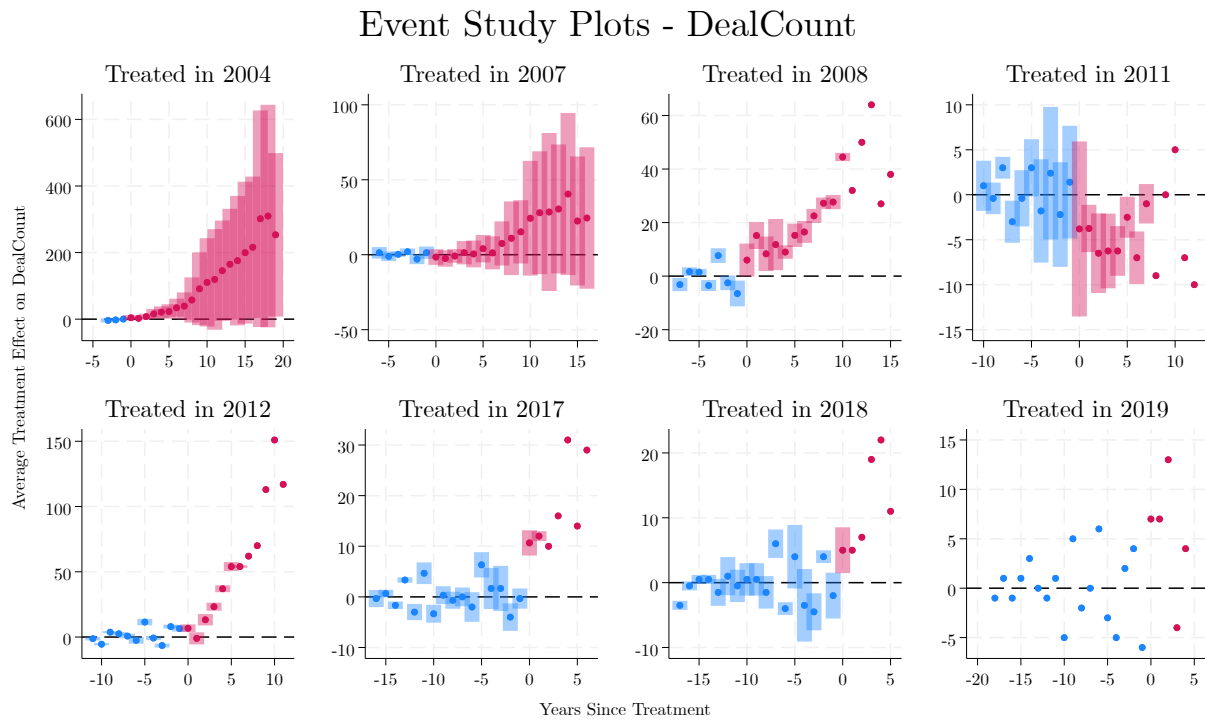 Event Study Plots - DealCount
Average Treatment Effect on DealCount
Treated in 2004
600
400
200
0
-5 0 5 10 15 20
Treated in 2007
100
50
0
-50
-5 0 5 10 15
Treated in 2008
60
40
20
0
-20
-5 0 5 10 15
Treated in 2011
10
5
0
-5
-10
-15
-10 -5 0 5 10
Treated in 2012
150
100
50
0
-10 -5 0 5 10
Treated in 2017
30
20
10
0
-10
-15 -10 -5 0 5
Treated in 2018
20
10
0
-10
-15 -10 -5 0 5
Treated in 2019
15
10
5
0
-5
-20 -15 -10 -5 0 5
Years Since Treatment